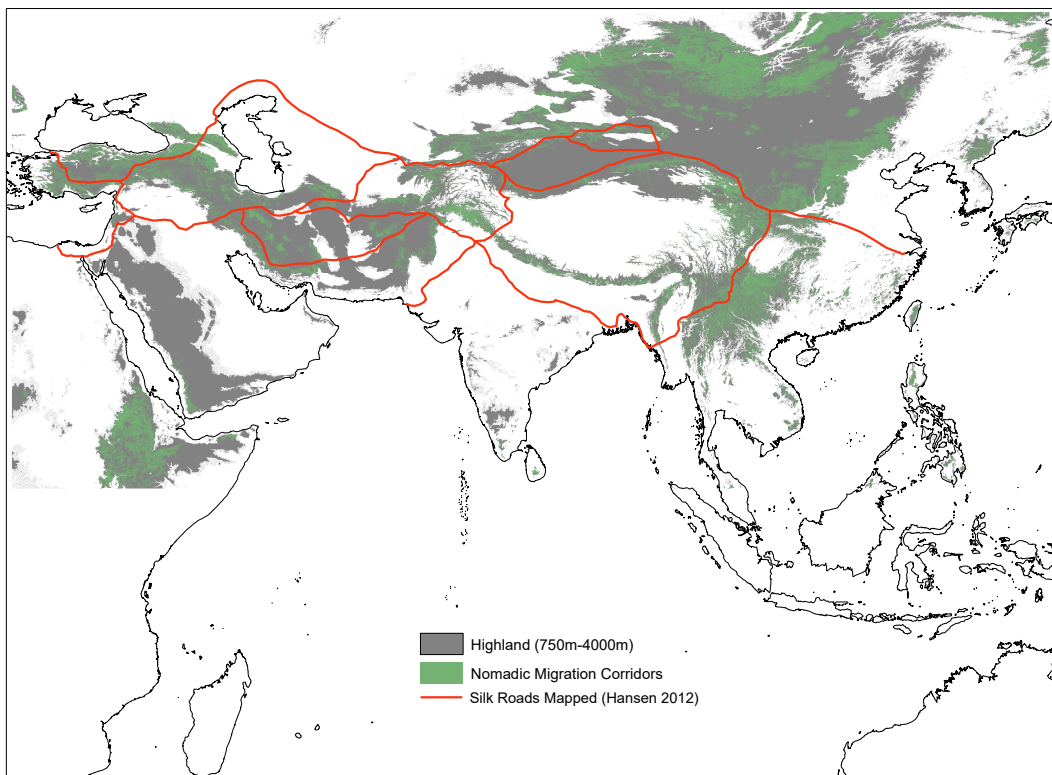 Highland (750m-4000m)
Nomadic Migration Corridors
Silk Roads Mapped (Hansen 2012)